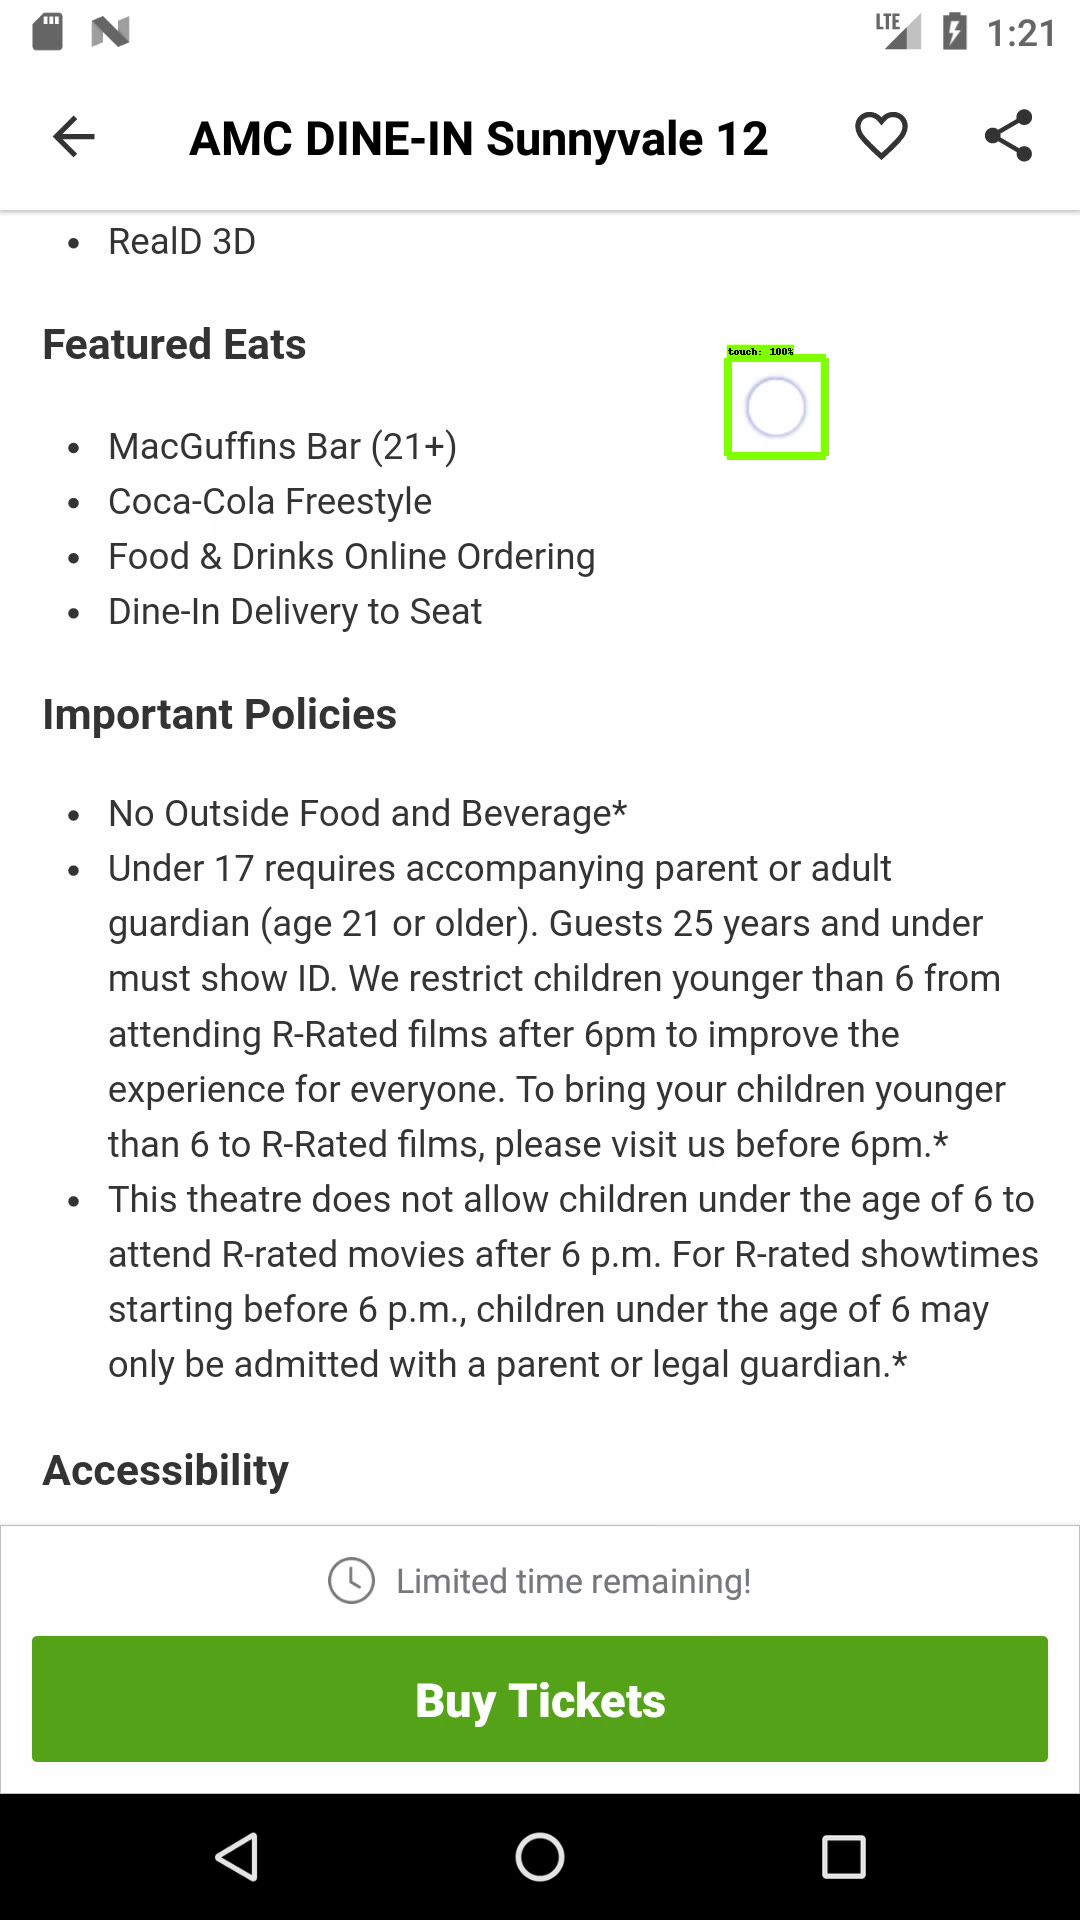 LTE 1:21
AMC DINE-IN Sunnyvale 12
• RealD 3D
Featured Eats
touch: 100%
• MacGuffins Bar (21+)
• Coca-Cola Freestyle
• Food & Drinks Online Ordering
• Dine-In Delivery to Seat
Important Policies
• No Outside Food and Beverage*
• Under 17 requires accompanying parent or adult
guardian (age 21 or older). Guests 25 years and under
must show ID. We restrict children younger than 6 from
attending R-Rated films after 6pm to improve the
experience for everyone. To bring your children younger
than 6 to R-Rated films, please visit us before 6pm.*
• This theatre does not allow children under the age of 6 to
attend R-rated movies after 6 p.m. For R-rated showtimes
starting before 6 p.m., children under the age of 6 may
only be admitted with a parent or legal guardian.*
Accessibility
Limited time remaining!
Buy Tickets